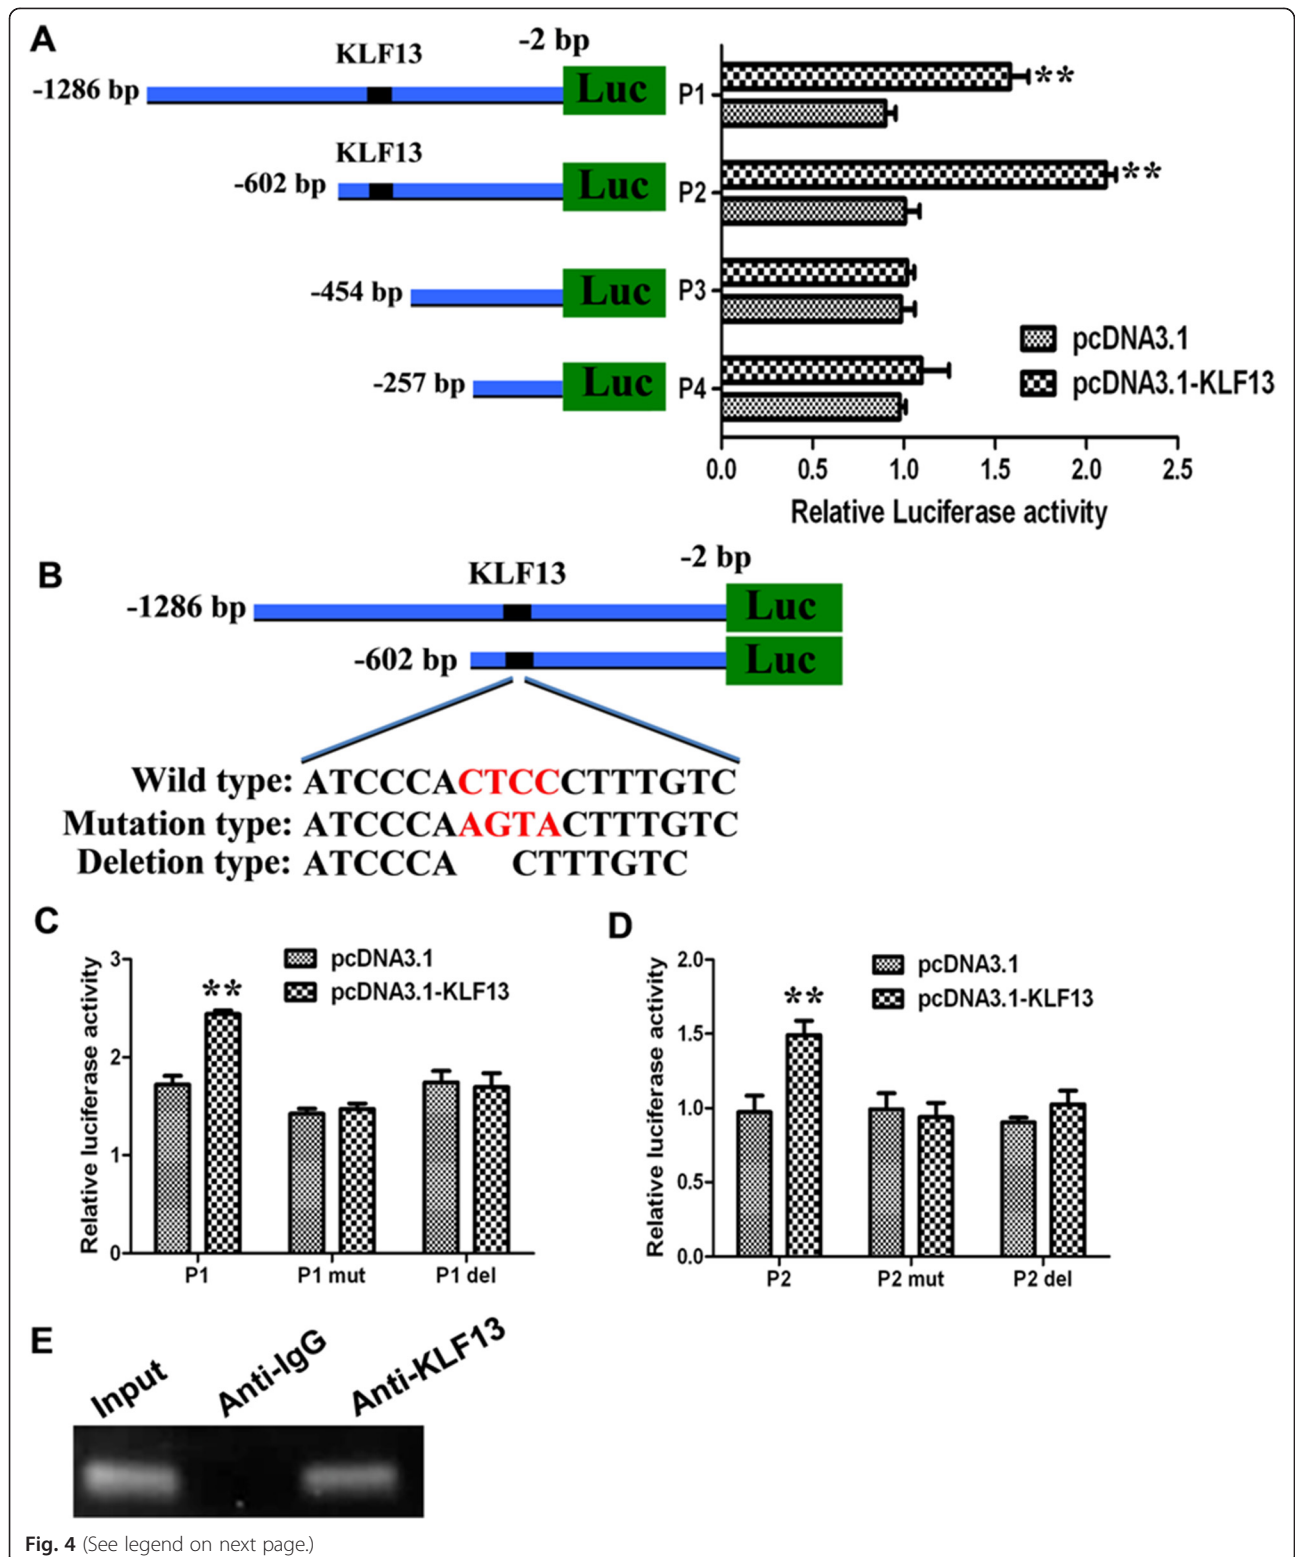 A
KLF13
-2 bp
-1286 bp
Luc
P1
**
KLF13
-602 bp
Luc
P2
**
-454 bp
Luc
P3
-257 bp
Luc
P4
pcDNA3.1
pcDNA3.1-KLF13
0.0 0.5 1.0 1.5 2.0 2.5
Relative Luciferase activity
B
KLF13
-2 bp
-1286 bp
Luc
-602 bp
Luc
Wild type: ATCCCACTCCCTTTGTC
Mutation type: ATCCCAAGTACTTTGTC
Deletion type: ATCCCA CTTTGTC
C
Relative luciferase activity
3
2
1
0
pcDNA3.1
pcDNA3.1-KLF13
**
P1 P1 mut P1 del
D
Relative luciferase activity
2.0
1.5
1.0
0.5
0.0
pcDNA3.1
pcDNA3.1-KLF13
**
P2 P2 mut P2 del
E
Input Anti-IgG Anti-KLF13
Fig. 4 (See legend on next page.)